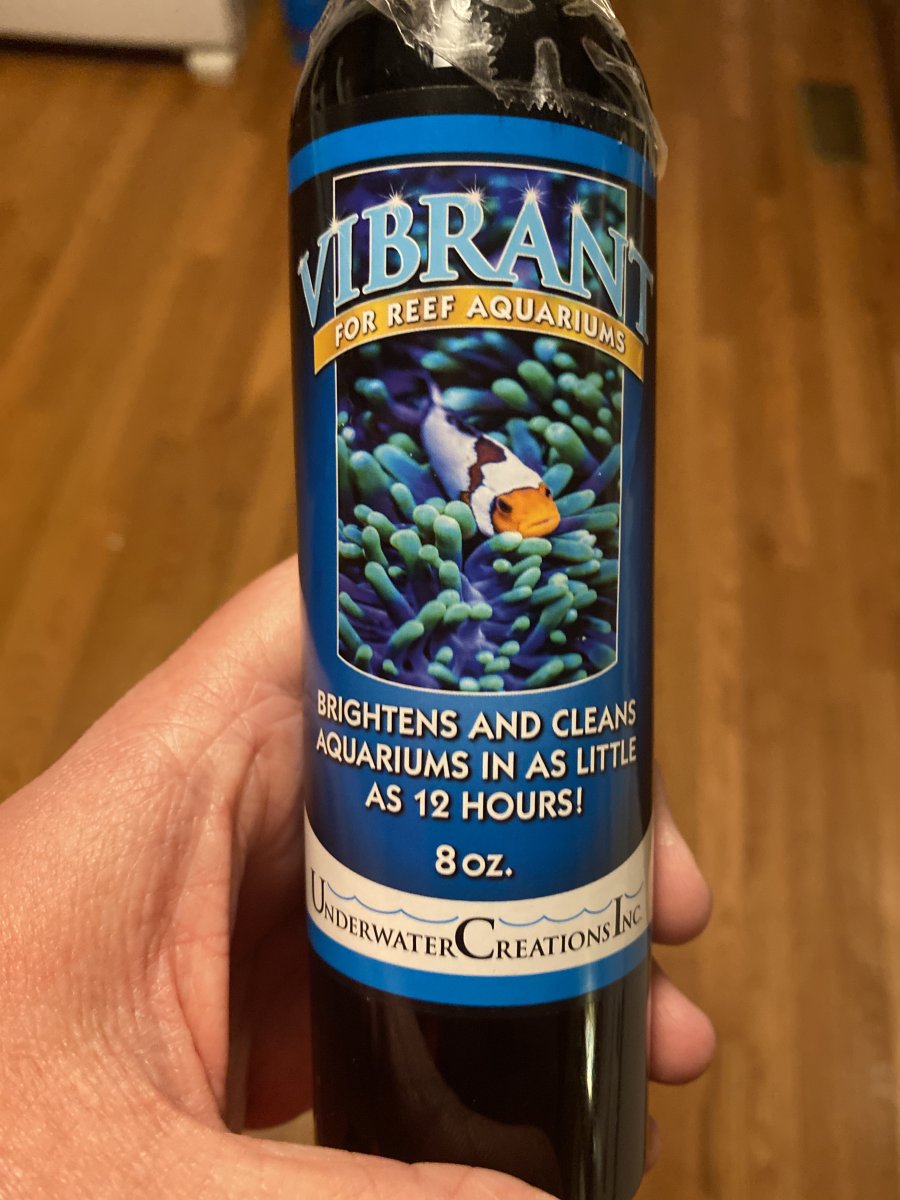 VIBRANT
FOR REEF AQUARIUMS
BRIGHTENS AND CLEANS
AQUARIUMS IN AS LITTLE
AS 12 HOURS!
8 OZ.
UNDERWATER CREATIONS INC.